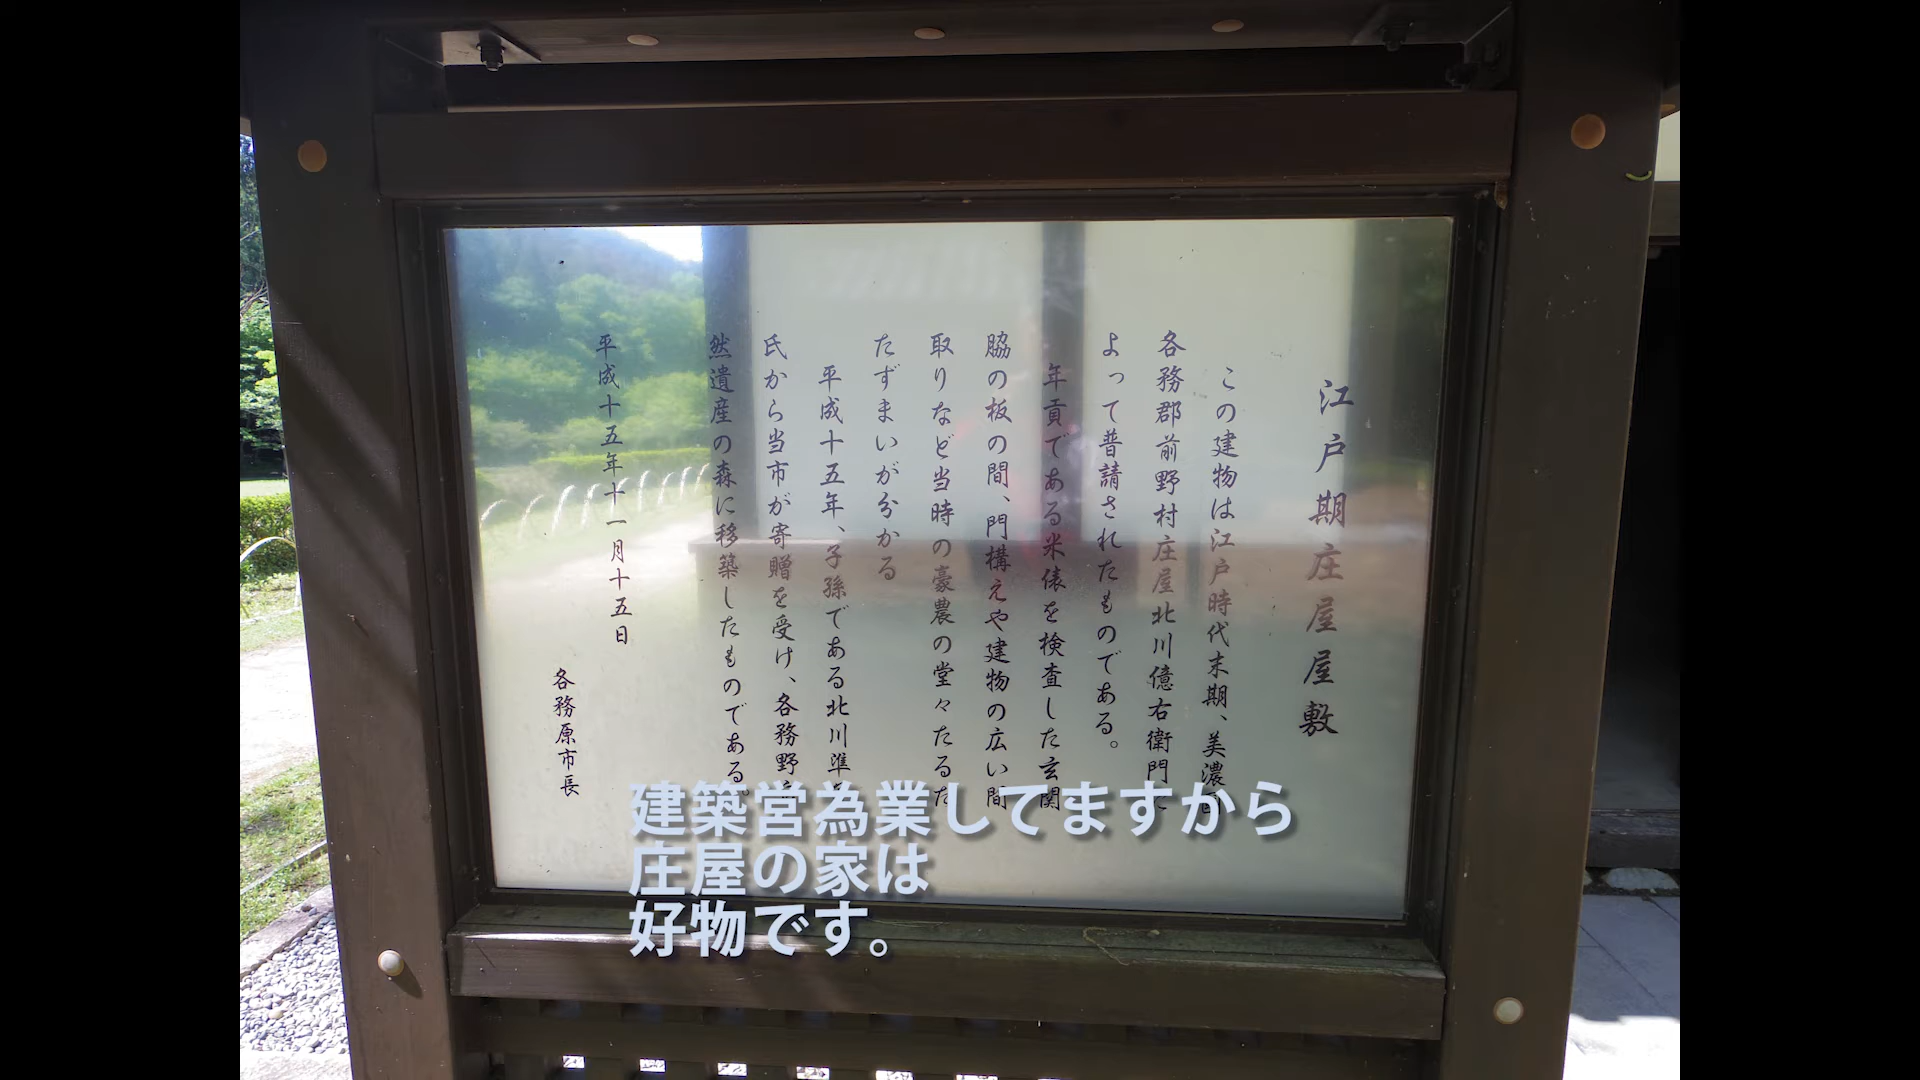 江戸期庄屋屋敷
この建物は江戸時代末期、美濃国
各務郡前野村庄屋北川億右衛門に
よって普請されたものである。
年貢である米俵を検査した玄関
脇の板の間、門構えや建物の広い間
取りなど当時の豪農の堂々たるた
たずまいが分かる
平成十五年、子孫である北川準
氏から当市が寄贈を受け、各務野
然遺産の森に移築したものである。
平成十五年十一月十五日
各務原市長
建築営為業してますから
庄屋の家は
好物です。